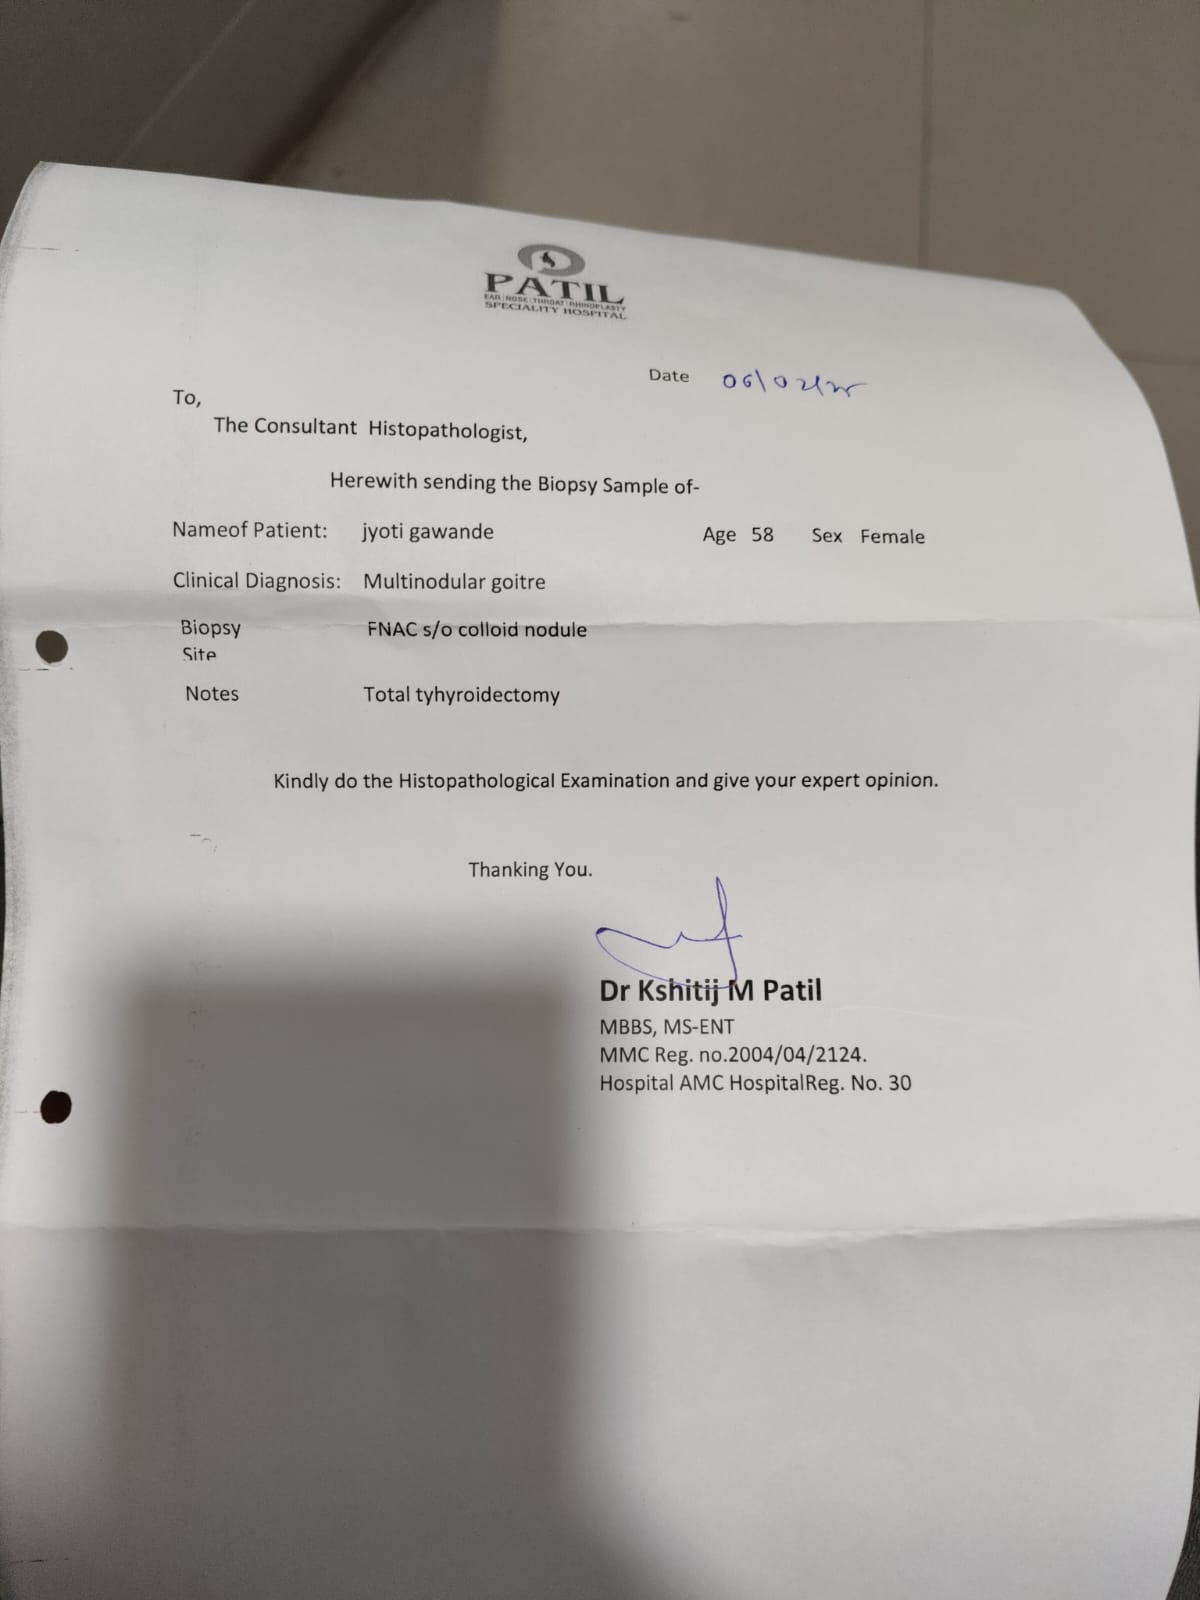 PATIL
EAR | NOSE | THROAT | RHINOPLASTY
SPECIALITY HOSPITAL
Date 06/02/25
To,
The Consultant Histopathologist,
Herewith sending the Biopsy Sample of-
Nameof Patient: jyoti gawande Age 58 Sex Female
Clinical Diagnosis: Multinodular goitre
Biopsy FNAC s/o colloid nodule
Site
Notes Total tyhyroidectomy
Kindly do the Histopathological Examination and give your expert opinion.
Thanking You.
Dr Kshitij M Patil
MBBS, MS-ENT
MMC Reg. no.2004/04/2124.
Hospital AMC HospitalReg. No. 30